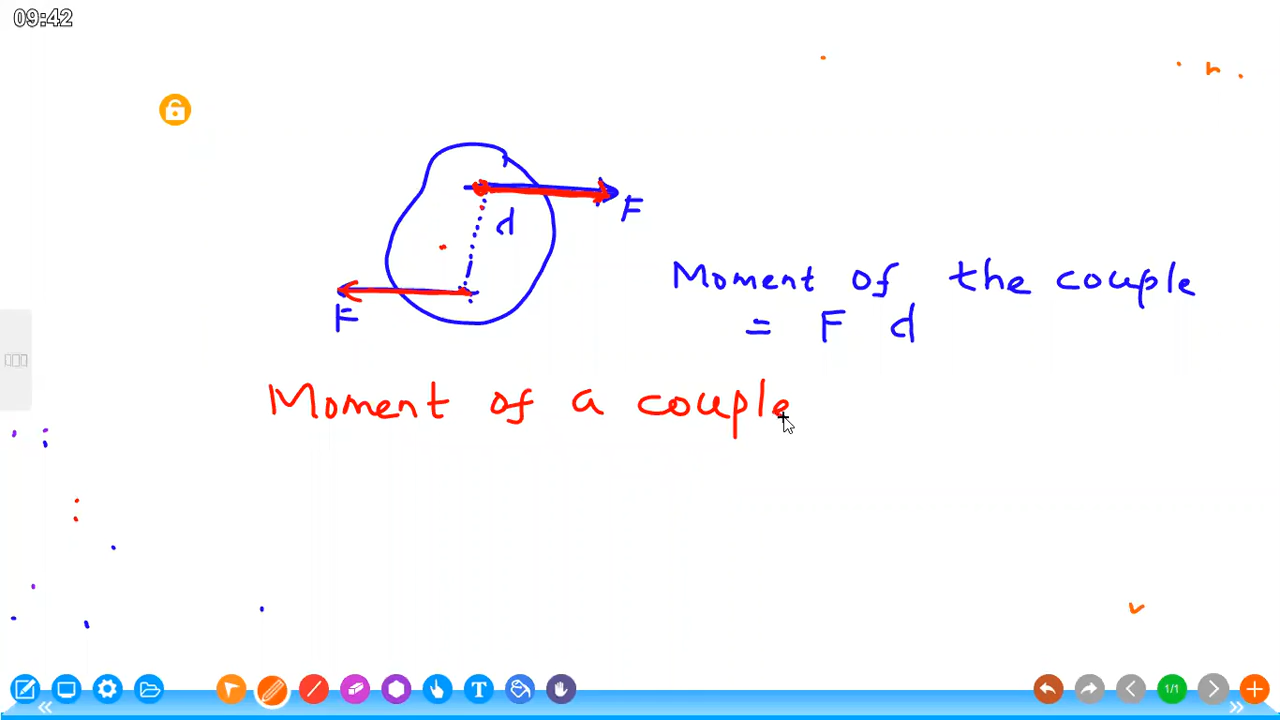 09:42
F
d
F
Moment of the couple
= F d
Moment of a couple
T
1/1